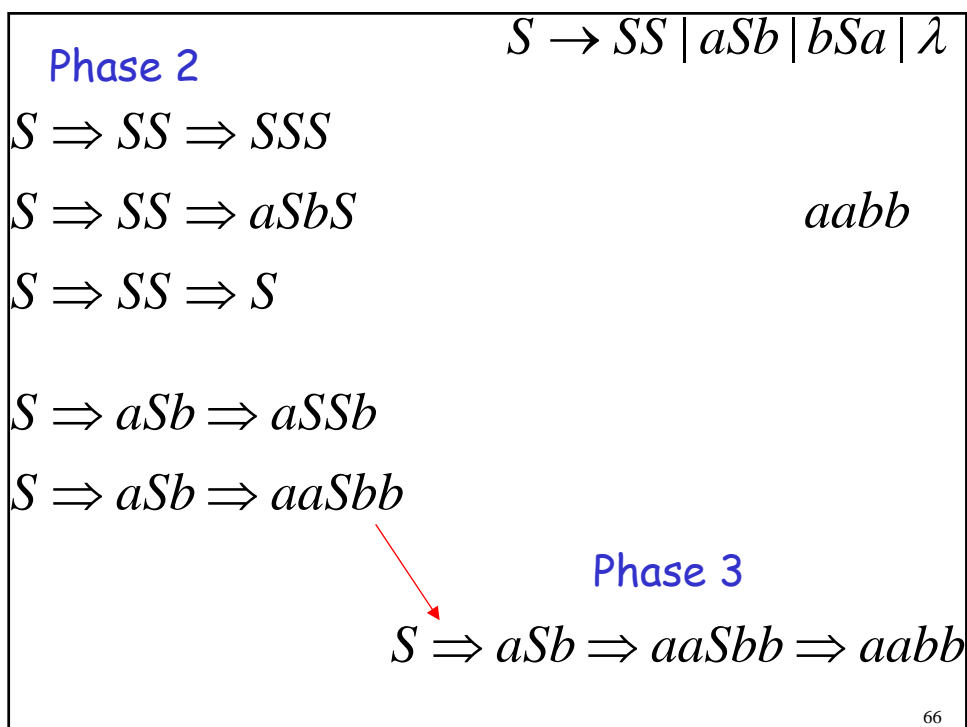 S → SS | aSb | bSa | λ
Phase 2
S ⇒ SS ⇒ SSS
S ⇒ SS ⇒ aSbS
aabb
S ⇒ SS ⇒ S
S ⇒ aSb ⇒ aSSb
S ⇒ aSb ⇒ aaSbb
Phase 3
S ⇒ aSb ⇒ aaSbb ⇒ aabb
66